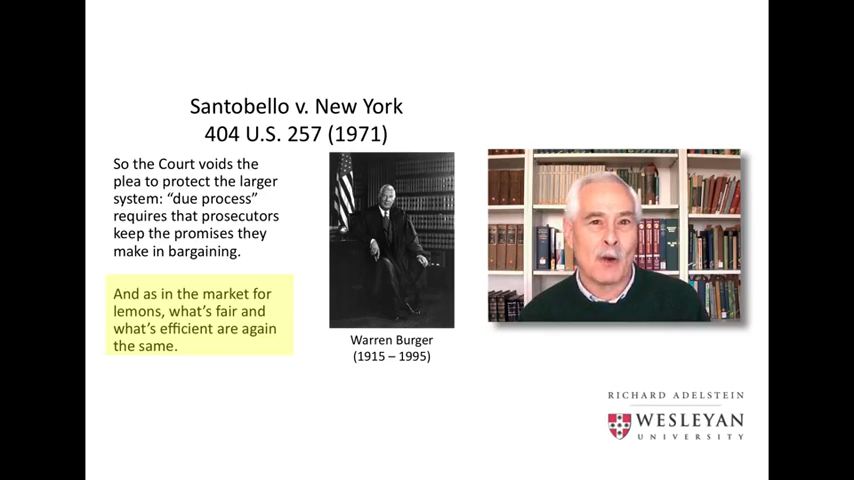 Santobello v. New York
404 U.S. 257 (1971)
So the Court voids the
plea to protect the larger
system: “due process”
requires that prosecutors
keep the promises they
make in bargaining.
And as in the market for
lemons, what’s fair and
what’s efficient are again
the same.
Warren Burger
(1915 – 1995)
RICHARD ADELSTEIN
WESLEYAN
UNIVERSITY